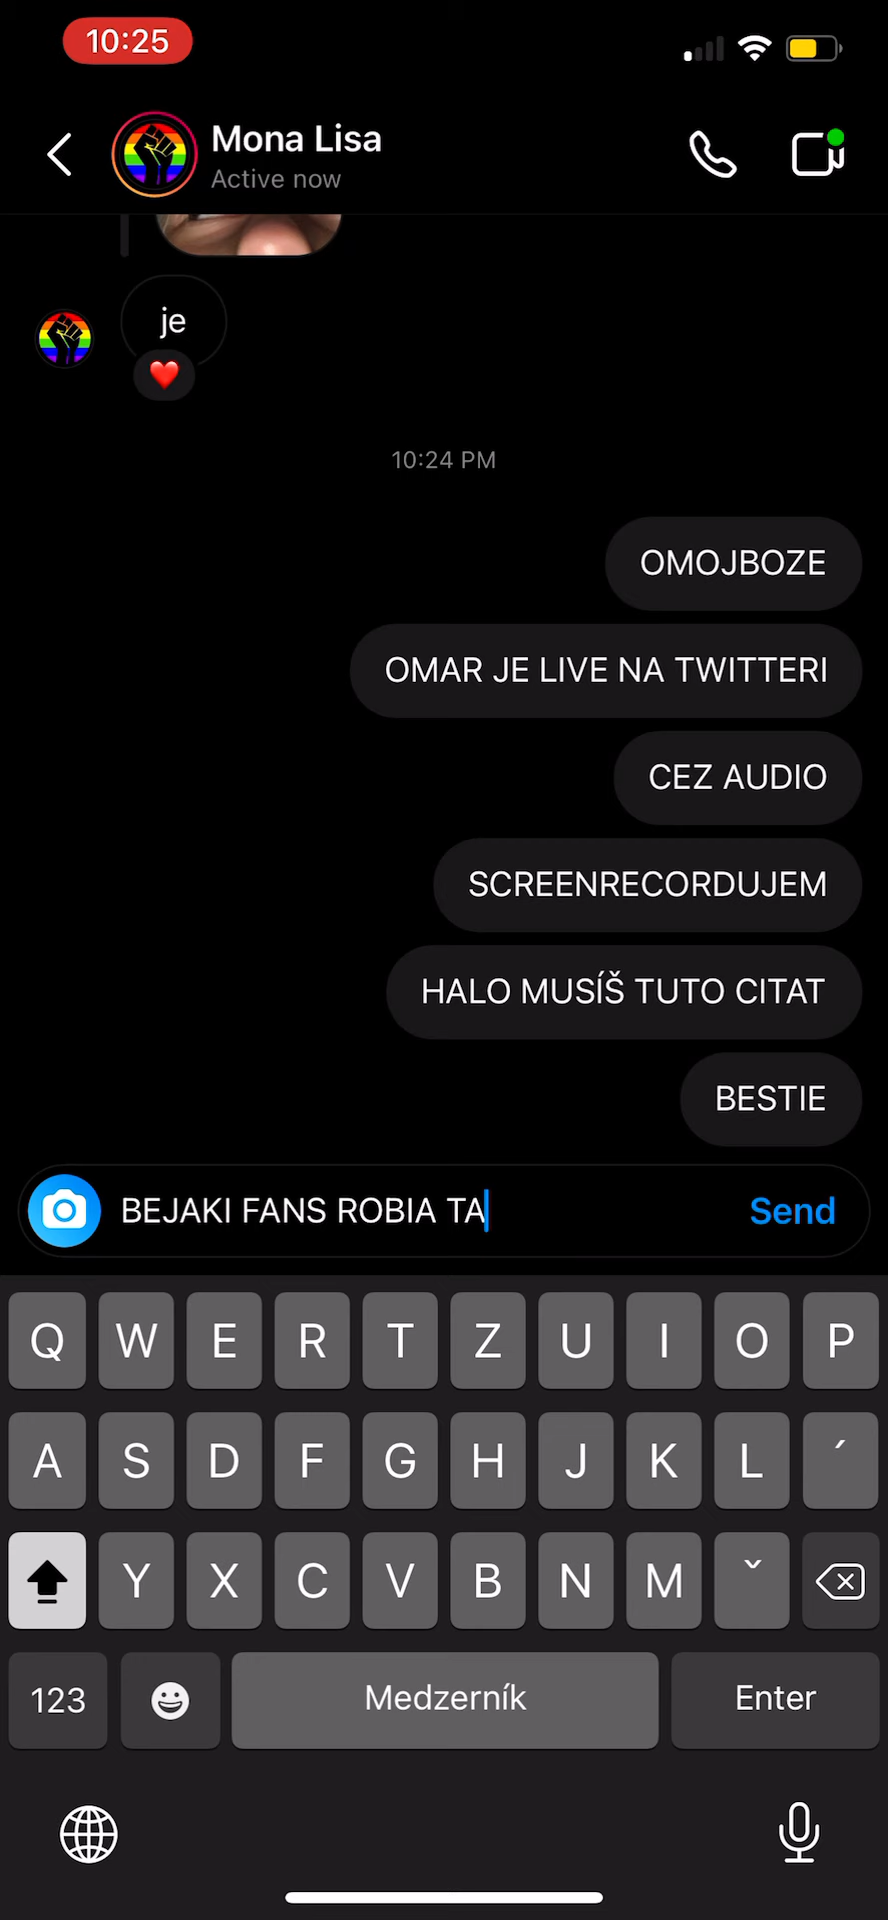 10:25
Mona Lisa
Active now
je
10:24 PM
OMOJBOZE
OMAR JE LIVE NA TWITTERI
CEZ AUDIO
SCREENRECORDUJEM
HALO MUSÍŠ TUTO CITAT
BESTIE
BEJAKI FANS ROBIA TA Send
Q W E R T Z U I O P
A S D F G H J K L ´
Y X C V B N M ˇ
123 Medzerník Enter